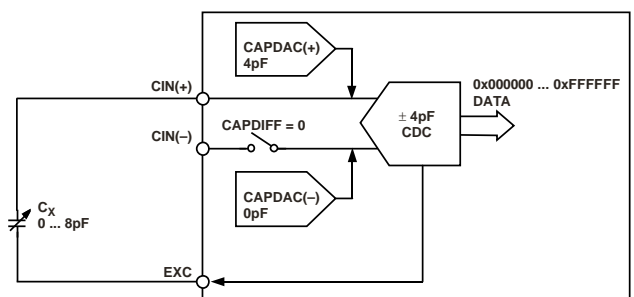 CAPDAC(+)
4pF
CIN(+)
0x000000 ... 0xFFFFFF
DATA
CIN(–)
CAPDIFF = 0
± 4pF
CDC
CAPDAC(–)
0pF
CX
0 ... 8pF
EXC